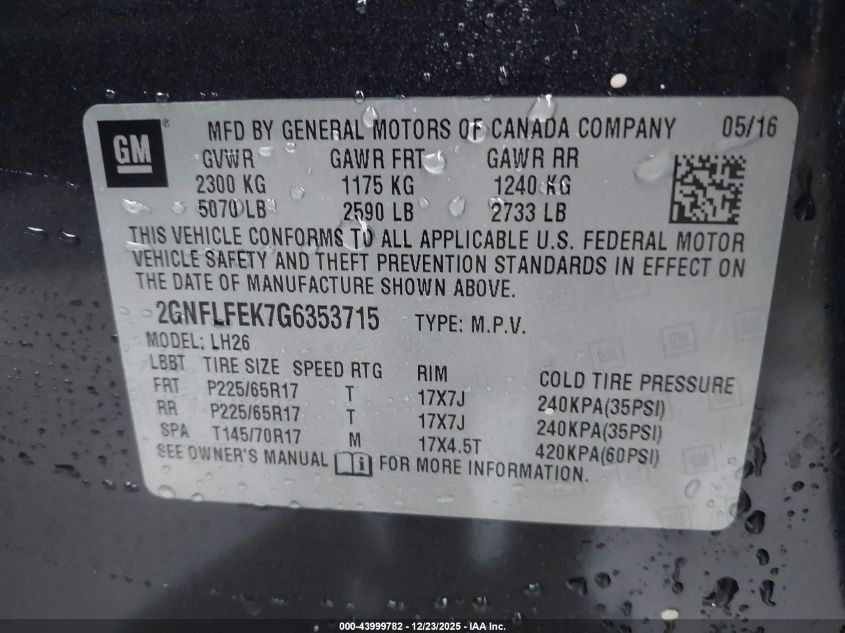 GM ® MFD BY GENERAL MOTORS OF CANADA COMPANY 05/16
GVWR GAWR FRT GAWR RR
2300 KG 1175 KG 1240 KG
5070 LB 2590 LB 2733 LB
THIS VEHICLE CONFORMS TO ALL APPLICABLE U.S. FEDERAL MOTOR
VEHICLE SAFETY AND THEFT PREVENTION STANDARDS IN EFFECT ON
THE DATE OF MANUFACTURE SHOWN ABOVE.
2GNFLFEK7G6353715 TYPE: M.P.V.
MODEL: LH26
LBBT TIRE SIZE SPEED RTG RIM COLD TIRE PRESSURE
FRT P225/65R17 T 17X7J 240KPA(35PSI)
RR P225/65R17 T 17X7J 240KPA(35PSI)
SPA T145/70R17 M 17X4.5T 420KPA(60PSI)
SEE OWNER'S MANUAL FOR MORE INFORMATION.
000-43999782 - 12/23/2025 - IAA, Inc.